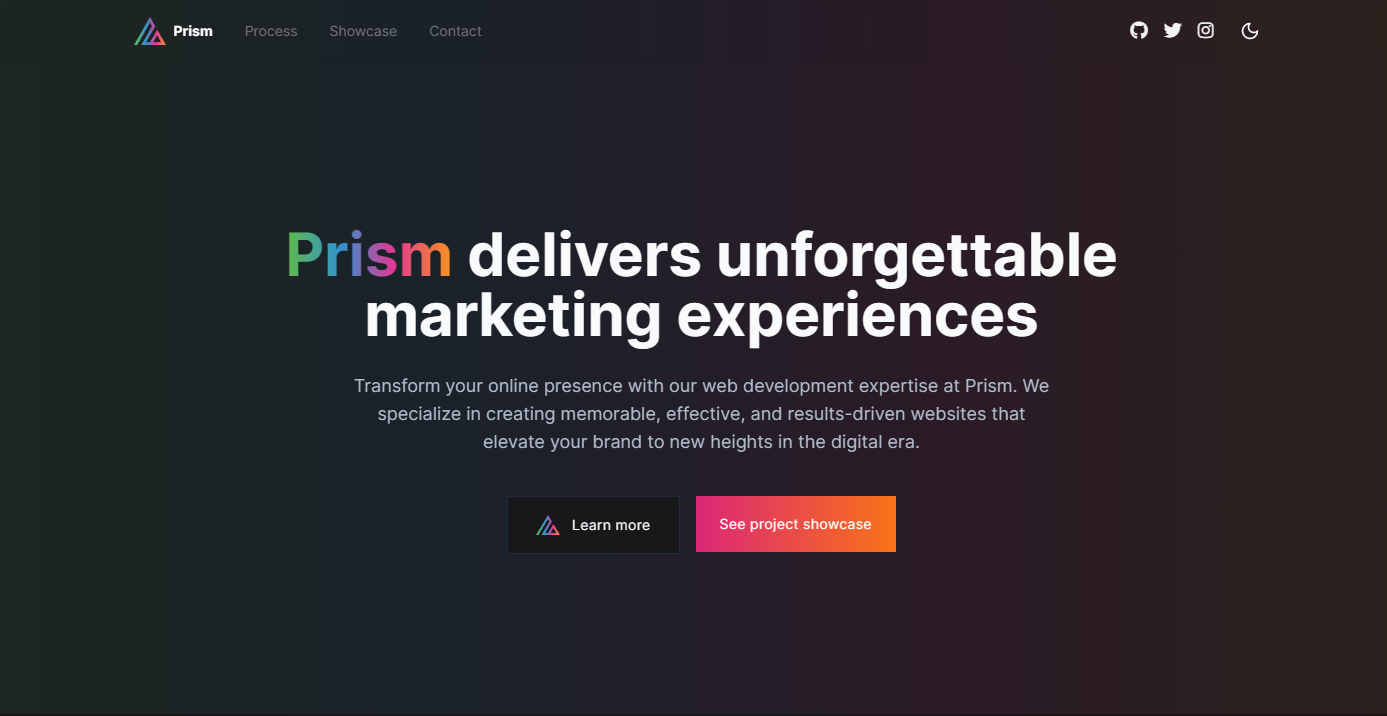 Prism Process Showcase Contact
Prism delivers unforgettable
marketing experiences
Transform your online presence with our web development expertise at Prism. We
specialize in creating memorable, effective, and results-driven websites that
elevate your brand to new heights in the digital era.
Learn more See project showcase